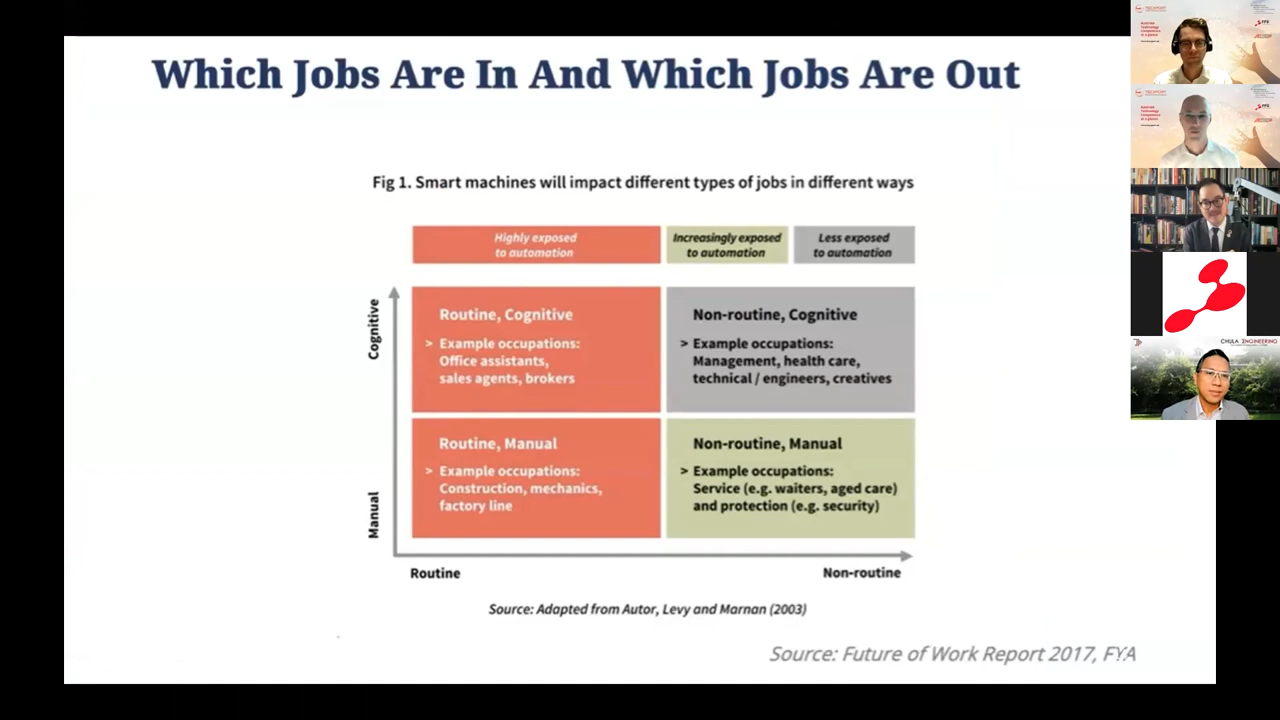 Which Jobs Are In And Which Jobs Are Out
Fig 1. Smart machines will impact different types of jobs in different ways
Highly exposed
to automation
Increasingly exposed
to automation
Less exposed
to automation
Cognitive
Manual
Routine, Cognitive
> Example occupations:
Office assistants,
sales agents, brokers
Non-routine, Cognitive
> Example occupations:
Management, health care,
technical / engineers, creatives
Routine, Manual
> Example occupations:
Construction, mechanics,
factory line
Non-routine, Manual
> Example occupations:
Service (e.g. waiters, aged care)
and protection (e.g. security)
Routine
Non-routine
Source: Adapted from Autor, Levy and Marnan (2003)
Source: Future of Work Report 2017, FYA
CHULA ΣNGINEERING